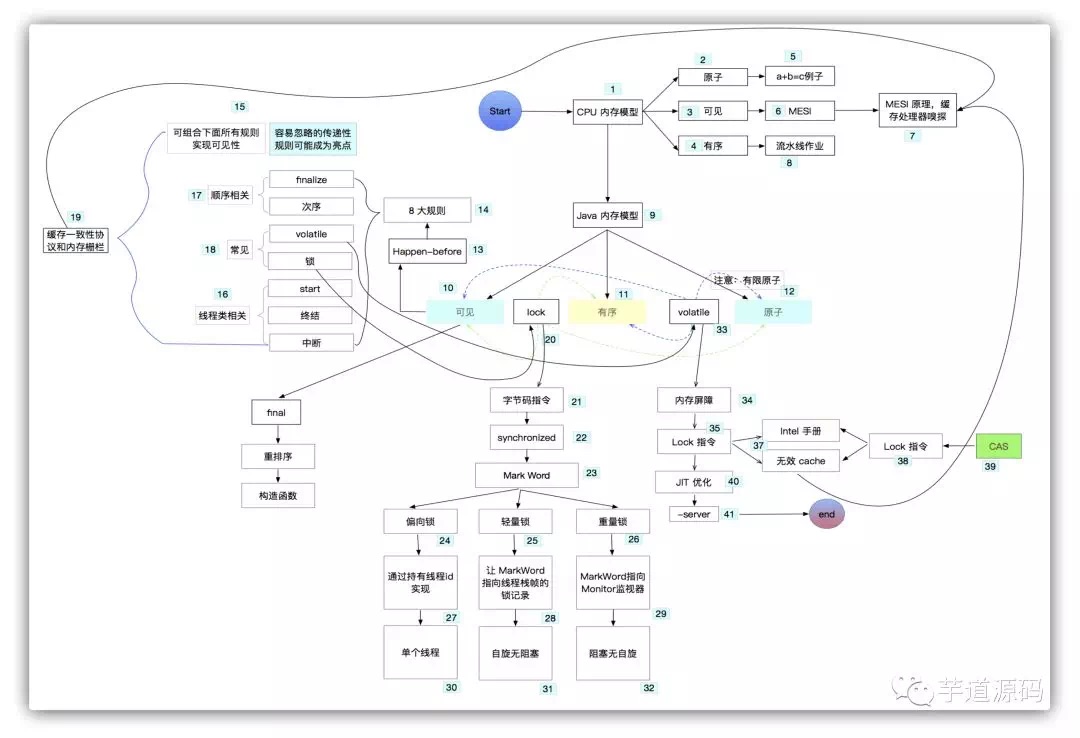 Start
1
CPU 内存模型
2
原子
5
a+b=c例子
3 可见
6 MESI
MESI 原理，缓
存处理器嗅探
7
4 有序
流水线作业
8
15
可组合下面所有规则
实现可见性
容易忽略的传递性
规则可能成为亮点
17 顺序相关
finalize
次序
18 常见
volatile
锁
16
线程类相关
start
终结
中断
19
缓存一致性协
议和内存栅栏
8 大规则
14
Happen-before
13
Java 内存模型
9
注意：有限原子
10
可见
lock
11
有序
volatile
12
原子
20
33
final
重排序
构造函数
字节码指令
21
synchronized
22
Mark Word
23
偏向锁
24
轻量锁
25
重量锁
26
通过持有线程id
实现
27
让 MarkWord
指向线程栈帧的
锁记录
28
MarkWord指向
Monitor监视器
29
单个线程
30
自旋无阻塞
31
阻塞无自旋
32
内存屏障
34
35
Lock 指令
37
Intel 手册
无效 cache
Lock 指令
38
CAS
39
JIT 优化
40
-server
41
end
芋道源码